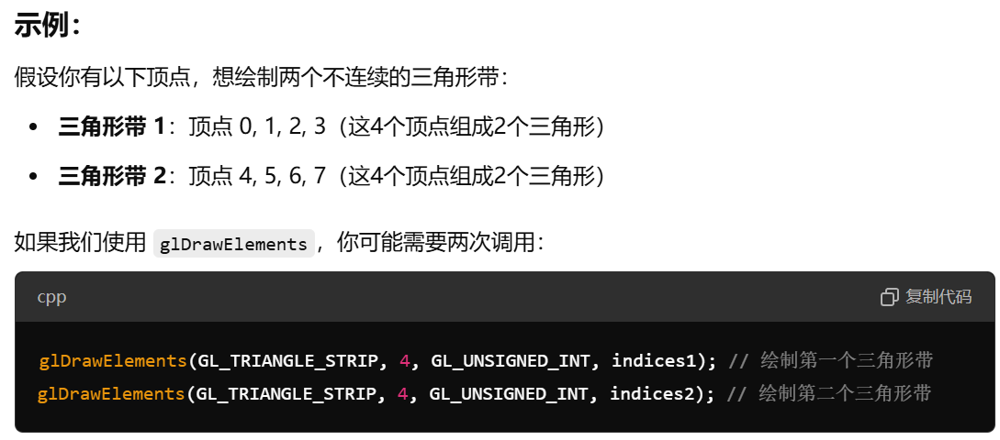 示例：
假设你有以下顶点，想绘制两个不连续的三角形带：
• 三角形带 1：顶点 0, 1, 2, 3（这4个顶点组成2个三角形）
• 三角形带 2：顶点 4, 5, 6, 7（这4个顶点组成2个三角形）
如果我们使用 glDrawElements，你可能需要两次调用：
cpp 复制代码
glDrawElements(GL_TRIANGLE_STRIP, 4, GL_UNSIGNED_INT, indices1); // 绘制第一个三角形带
glDrawElements(GL_TRIANGLE_STRIP, 4, GL_UNSIGNED_INT, indices2); // 绘制第二个三角形带